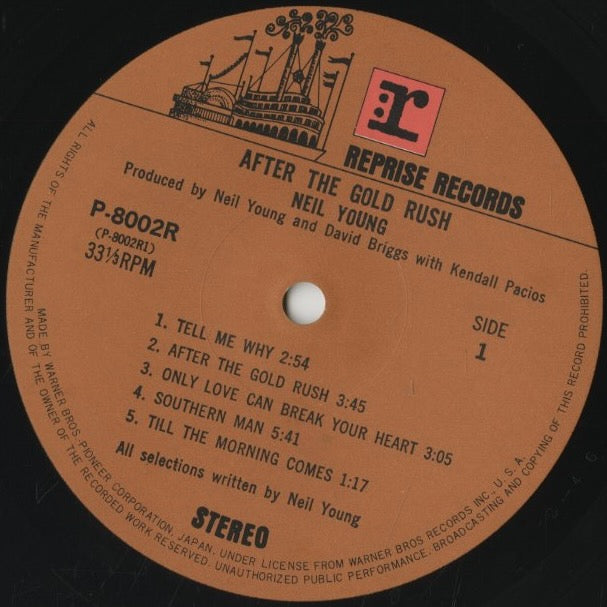 r
REPRISE RECORDS
AFTER THE GOLD RUSH
NEIL YOUNG
Produced by Neil Young and David Briggs with Kendall Pacios
P-8002R
(P-8002R1)
33⅓RPM
SIDE
1
1. TELL ME WHY 2:54
2. AFTER THE GOLD RUSH 3:45
3. ONLY LOVE CAN BREAK YOUR HEART 3:05
4. SOUTHERN MAN 5:41
5. TILL THE MORNING COMES 1:17
All selections written by Neil Young
STEREO
ALL RIGHTS OF THE MANUFACTURER AND OF THE OWNER OF THE RECORDED WORK RESERVED. UNAUTHORIZED PUBLIC PERFORMANCE, BROADCASTING AND COPYING OF THIS RECORD PROHIBITED.
MADE BY WARNER BROS.-PIONEER CORPORATION, JAPAN, UNDER LICENSE FROM WARNER BROS RECORDS INC., U.S.A.